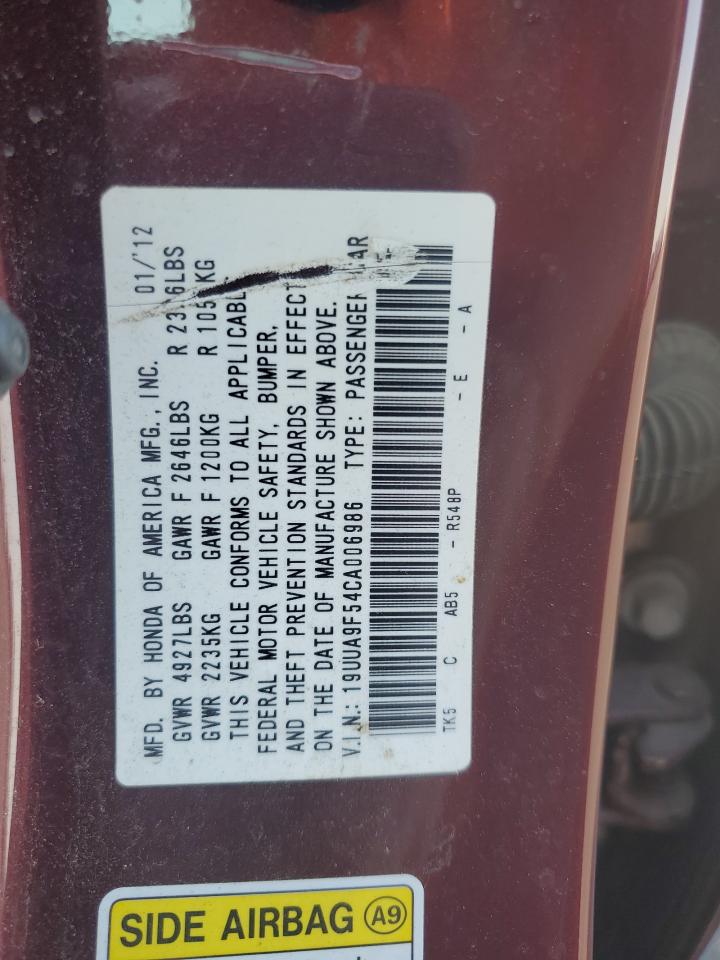 MFD. BY HONDA OF AMERICA MFG., INC. 01/'12
GVWR 4927LBS GAWR F 2646LBS R
GVWR 2235KG GAWR F 1200KG R
THIS VEHICLE CONFORMS TO ALL APPLICABLE
FEDERAL MOTOR VEHICLE SAFETY, BUMPER,
AND THEFT PREVENTION STANDARDS IN EFFECT
ON THE DATE OF MANUFACTURE SHOWN ABOVE.
V.I.N.: 19UUA9F54CA006986 TYPE: PASSENGER CAR
TK5 C AB5 - R548P - E - A
SIDE AIRBAG A9